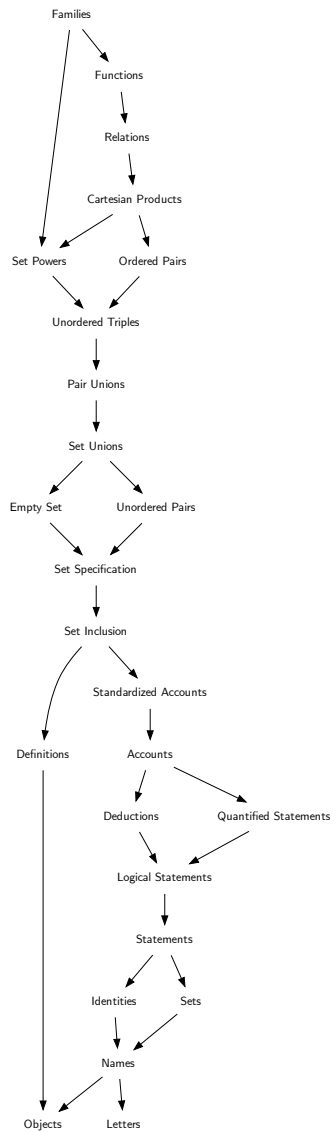 Families
Functions
Relations
Cartesian Products
Set Powers
Ordered Pairs
Unordered Triples
Pair Unions
Set Unions
Empty Set
Unordered Pairs
Set Specification
Set Inclusion
Standardized Accounts
Definitions
Accounts
Deductions
Quantified Statements
Logical Statements
Statements
Identities
Sets
Names
Objects
Letters